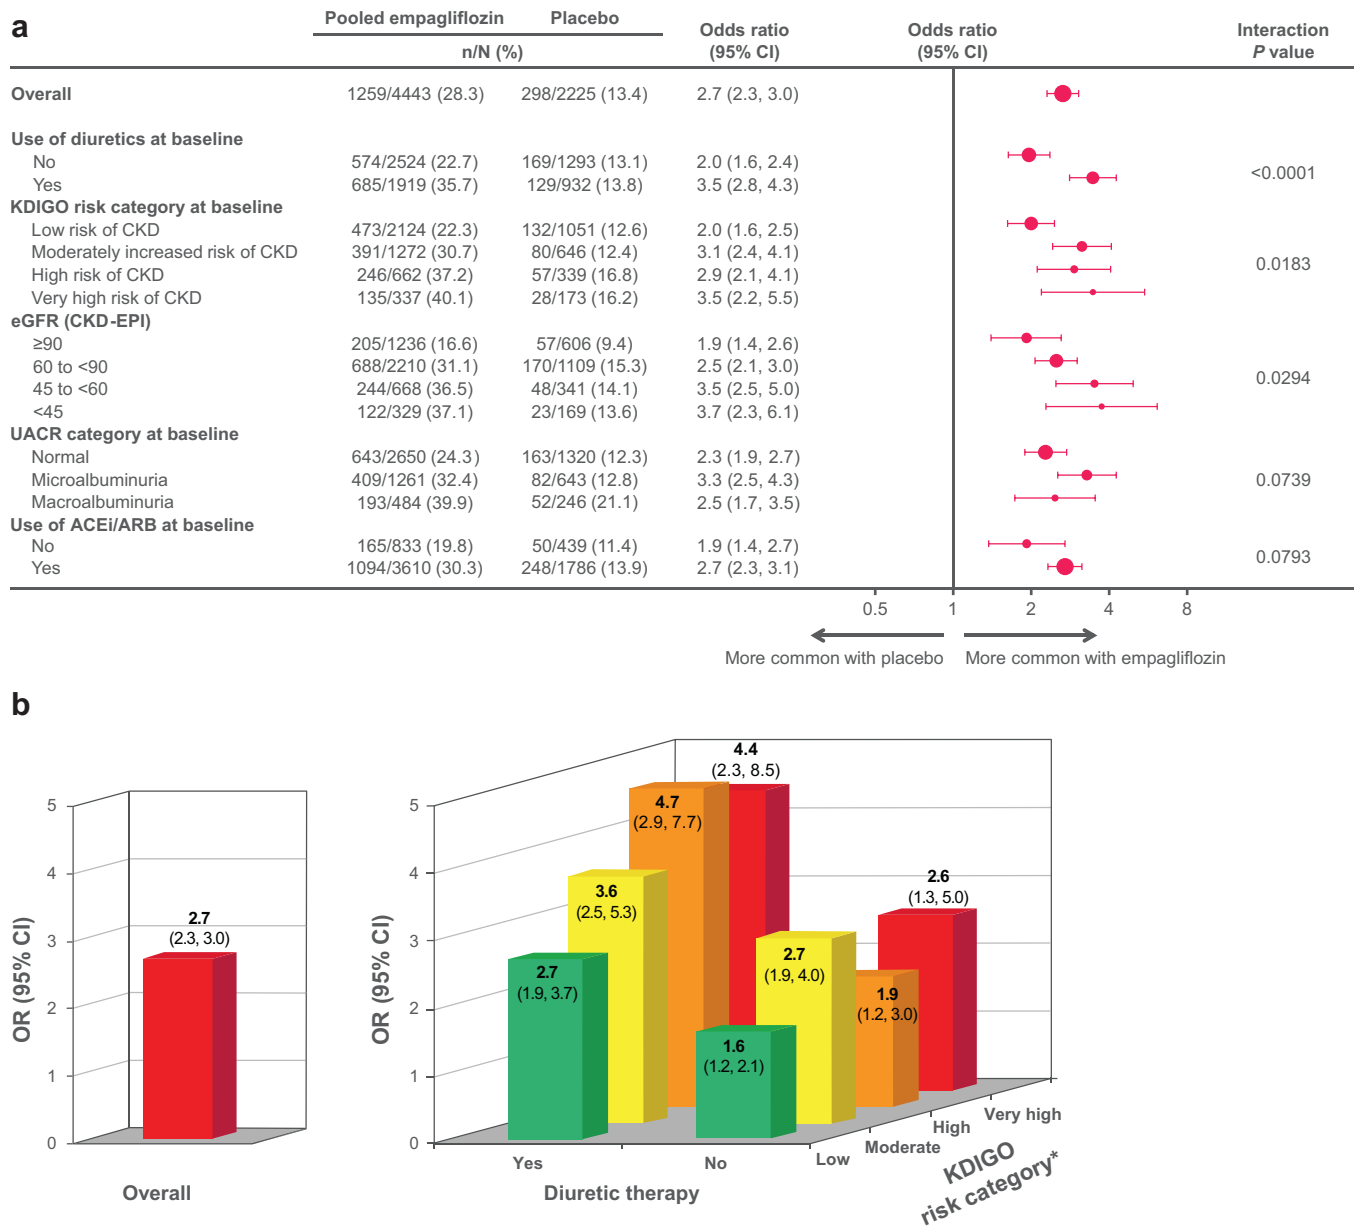 a
Pooled empagliflozin Placebo
n/N (%)
Odds ratio (95% CI)
Odds ratio (95% CI)
Interaction P value
Overall 1259/4443 (28.3) 298/2225 (13.4) 2.7 (2.3, 3.0)
Use of diuretics at baseline
No 574/2524 (22.7) 169/1293 (13.1) 2.0 (1.6, 2.4)
Yes 685/1919 (35.7) 129/932 (13.8) 3.5 (2.8, 4.3)
<0.0001
KDIGO risk category at baseline
Low risk of CKD 473/2124 (22.3) 132/1051 (12.6) 2.0 (1.6, 2.5)
Moderately increased risk of CKD 391/1272 (30.7) 80/646 (12.4) 3.1 (2.4, 4.1)
High risk of CKD 246/662 (37.2) 57/339 (16.8) 2.9 (2.1, 4.1)
Very high risk of CKD 135/337 (40.1) 28/173 (16.2) 3.5 (2.2, 5.5)
0.0183
eGFR (CKD-EPI)
≥90 205/1236 (16.6) 57/606 (9.4) 1.9 (1.4, 2.6)
60 to <90 688/2210 (31.1) 170/1109 (15.3) 2.5 (2.1, 3.0)
45 to <60 244/668 (36.5) 48/341 (14.1) 3.5 (2.5, 5.0)
<45 122/329 (37.1) 23/169 (13.6) 3.7 (2.3, 6.1)
0.0294
UACR category at baseline
Normal 643/2650 (24.3) 163/1320 (12.3) 2.3 (1.9, 2.7)
Microalbuminuria 409/1261 (32.4) 82/643 (12.8) 3.3 (2.5, 4.3)
Macroalbuminuria 193/484 (39.9) 52/246 (21.1) 2.5 (1.7, 3.5)
0.0739
Use of ACEi/ARB at baseline
No 165/833 (19.8) 50/439 (11.4) 1.9 (1.4, 2.7)
Yes 1094/3610 (30.3) 248/1786 (13.9) 2.7 (2.3, 3.1)
0.0793
0.5 1 2 4 8
More common with placebo More common with empagliflozin
b
OR (95% CI)
5
4
3
2
1
0
2.7
(2.3, 3.0)
Overall
OR (95% CI)
5
4
3
2
1
0
4.4
(2.3, 8.5)
4.7
(2.9, 7.7)
3.6
(2.5, 5.3)
2.7
(1.9, 3.7)
2.6
(1.3, 5.0)
1.9
(1.2, 3.0)
2.7
(1.9, 4.0)
1.6
(1.2, 2.1)
Yes No
Diuretic therapy
Low
Moderate
High
Very high
KDIGO
risk category*